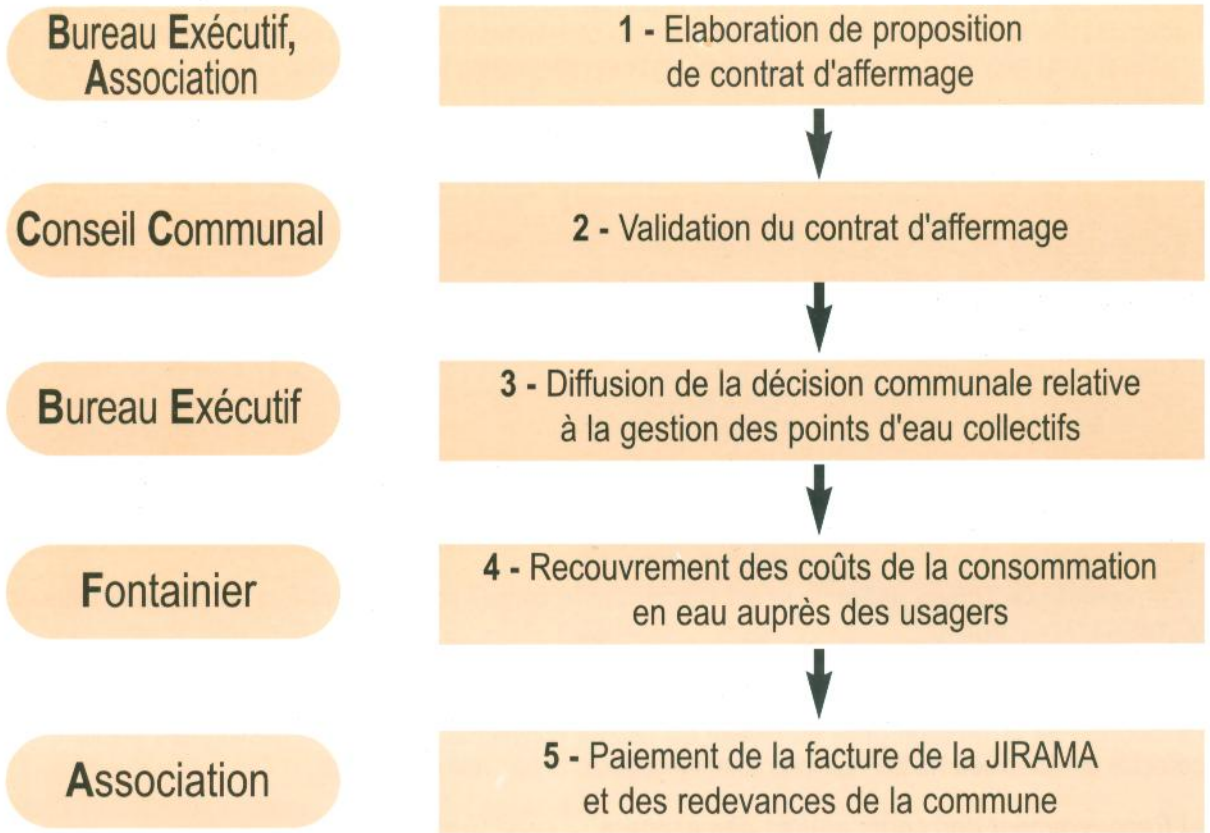 Bureau Exécutif,
Association
1 - Elaboration de proposition
de contrat d'affermage
Conseil Communal
2 - Validation du contrat d'affermage
Bureau Exécutif
3 - Diffusion de la décision communale relative
à la gestion des points d'eau collectifs
Fontainier
4 - Recouvrement des coûts de la consommation
en eau auprès des usagers
Association
5 - Paiement de la facture de la JIRAMA
et des redevances de la commune